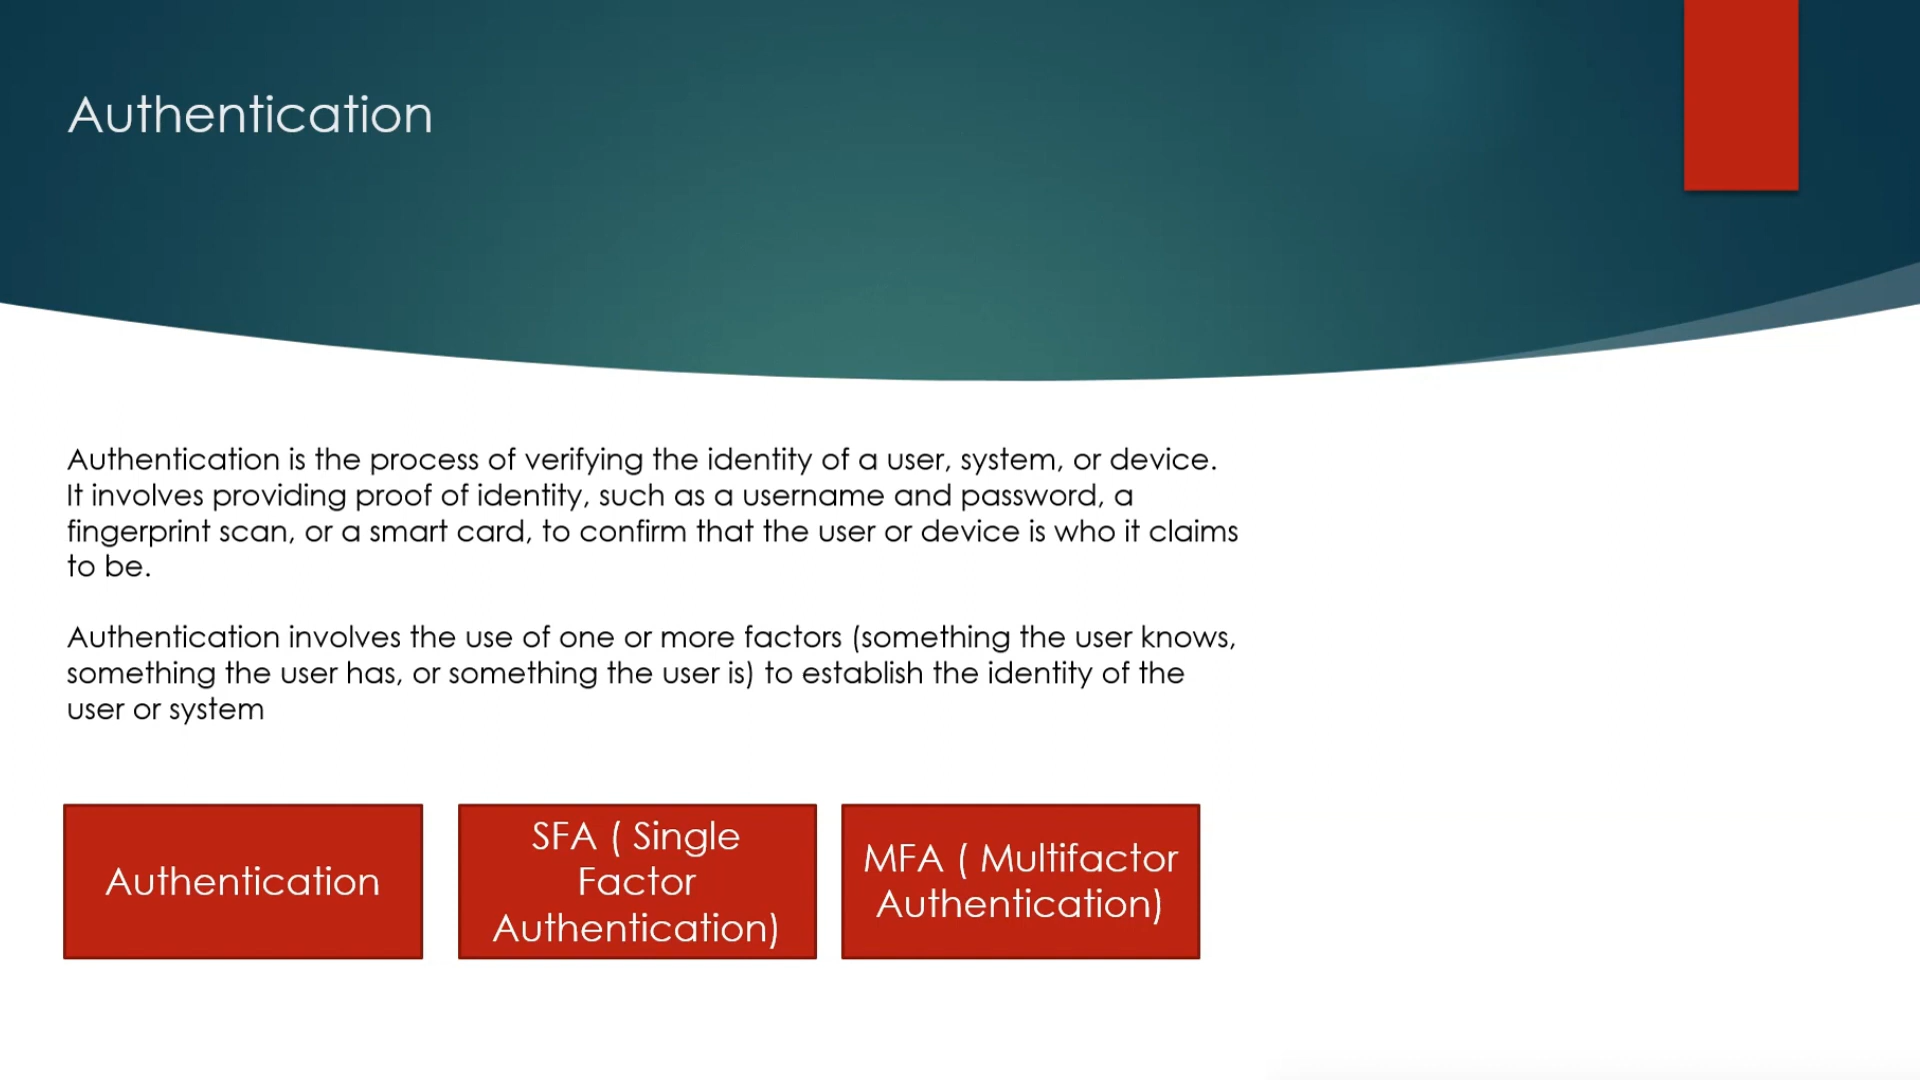 Authentication
Authentication is the process of verifying the identity of a user, system, or device.
It involves providing proof of identity, such as a username and password, a
fingerprint scan, or a smart card, to confirm that the user or device is who it claims
to be.
Authentication involves the use of one or more factors (something the user knows,
something the user has, or something the user is) to establish the identity of the
user or system
Authentication
SFA ( Single
Factor
Authentication)
MFA ( Multifactor
Authentication)